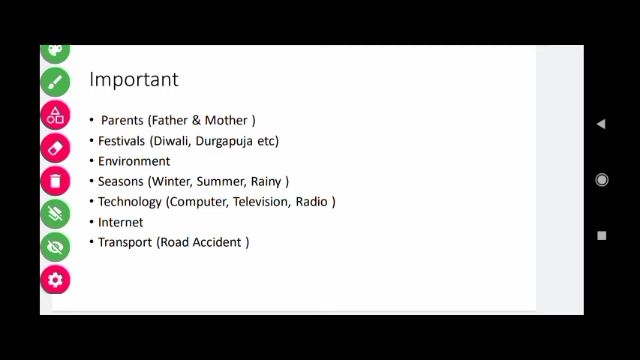 Important
• Parents (Father & Mother )
• Festivals (Diwali, Durgapuja etc)
• Environment
• Seasons (Winter, Summer, Rainy )
• Technology (Computer, Television, Radio )
• Internet
• Transport (Road Accident )